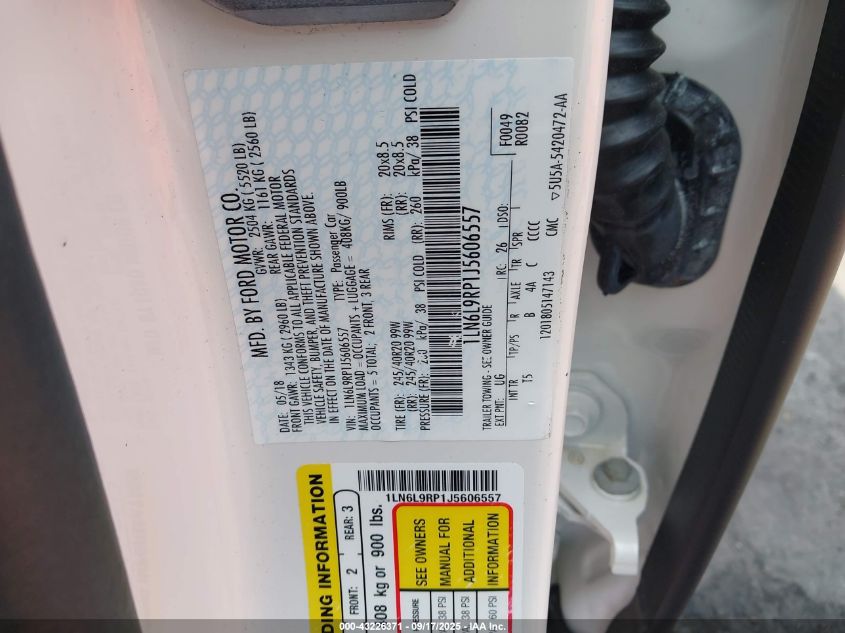 MFD. BY FORD MOTOR CO.
DATE: 05/18
GVWR: 2504 KG ( 5520 LB)
FRONT GAWR: 1343 KG ( 2960 LB)
REAR GAWR: 1161 KG ( 2560 LB)
THIS VEHICLE CONFORMS TO ALL APPLICABLE FEDERAL MOTOR
VEHICLE SAFETY, BUMPER, AND THEFT PREVENTION STANDARDS
IN EFFECT ON THE DATE OF MANUFACTURE SHOWN ABOVE.
VIN: 1LN6L9RP1J5606557
TYPE: Passenger Car
MAXIMUM LOAD = OCCUPANTS + LUGGAGE = 408KG/ 900LB
OCCUPANTS = 5 TOTAL: 2 FRONT 3 REAR
TIRE (FR): 245/40R20 99W
RIMS (FR): 20x8.5
(RR): 245/40R20 99W
(RR): 20x8.5
PRESSURE (FR): kPa/ 38 PSI COLD (RR): 260 kPa/ 38 PSI COLD
1LN6L9RP1J5606557
F0049
R0082
TRAILER TOWING - SEE OWNER GUIDE
EXT PNT: UG RC: 26 DSO:
INT TR TP/PS R AXLE TR SPR
T5 B 4A C CCCC
1201805147143 CMC
▽5U5A-5420472-AA
DING INFORMATION
1LN6L9RP1J5606557
FRONT: 2 REAR: 3
08 kg or 900 lbs.
SEE OWNERS
MANUAL FOR
ADDITIONAL
INFORMATION
PRESSURE
38 PSI
38 PSI
60 PSI
000-43226371 - 09/17/2025 - IAA Inc.